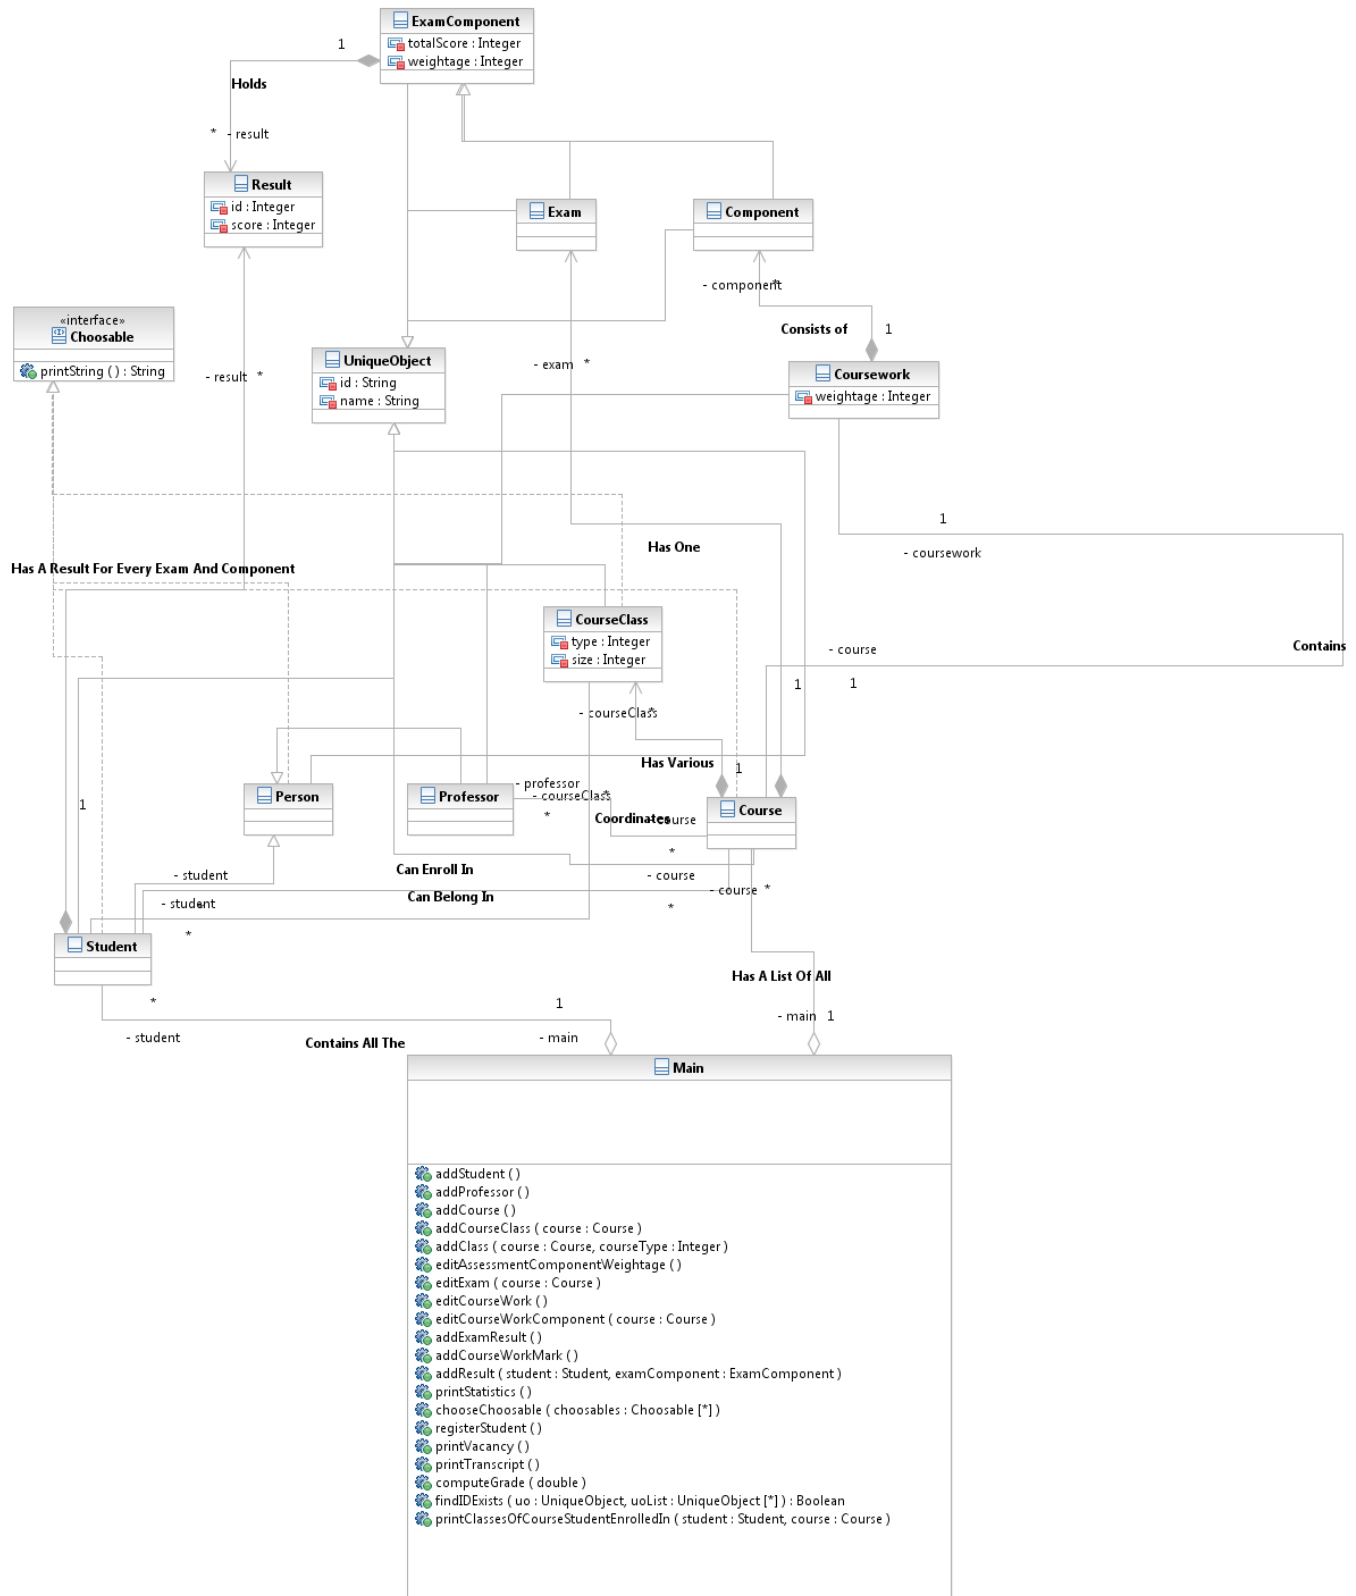 ExamComponent
totalScore : Integer
weightage : Integer
1
Holds
* - result
Result
id : Integer
score : Integer
Exam
Component
- component *
Consists of 1
«interface»
Choosable
printString ( ) : String
UniqueObject
id : String
name : String
- result *
- exam *
Coursework
weightage : Integer
1
- coursework
Has One
Has A Result For Every Exam And Component
CourseClass
type : Integer
size : Integer
- course
Contains
1 1
- courseClass *
Has Various 1
- professor
- courseClass *
Person
Professor
Course
1
*
Coordinates - course
*
Can Enroll In
- student
- course
- course *
Can Belong In
- student
*
*
Student
Has A List Of All
*
1
- main 1
- student
Contains All The
- main
Main
addStudent ( )
addProfessor ( )
addCourse ( )
addCourseClass ( course : Course )
addClass ( course : Course, courseType : Integer )
editAssessmentComponentWeightage ( )
editExam ( course : Course )
editCourseWork ( )
editCourseWorkComponent ( course : Course )
addExamResult ( )
addCourseWorkMark ( )
addResult ( student : Student, examComponent : ExamComponent )
printStatistics ( )
chooseChoosable ( choosables : Choosable [*] )
registerStudent ( )
printVacancy ( )
printTranscript ( )
computeGrade ( double )
findIDExists ( uo : UniqueObject, uoList : UniqueObject [*] ) : Boolean
printClassesOfCourseStudentEnrolledIn ( student : Student, course : Course )